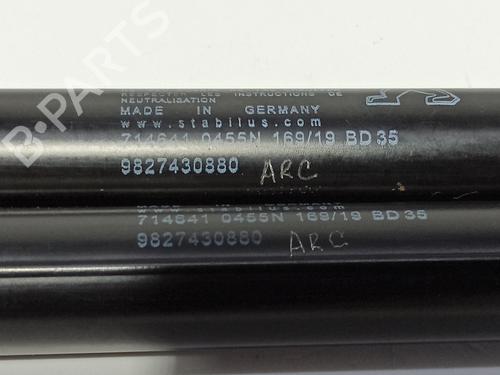 RESPECTER LES INSTRUCTIONS DE
NEUTRALISATION
MADE IN GERMANY
www.stabilus.com
714641 0455N 169/19 BD35
9827430880 ARC
714641 0455N 169/19 BD35
9827430880 ARC
B-PARTS